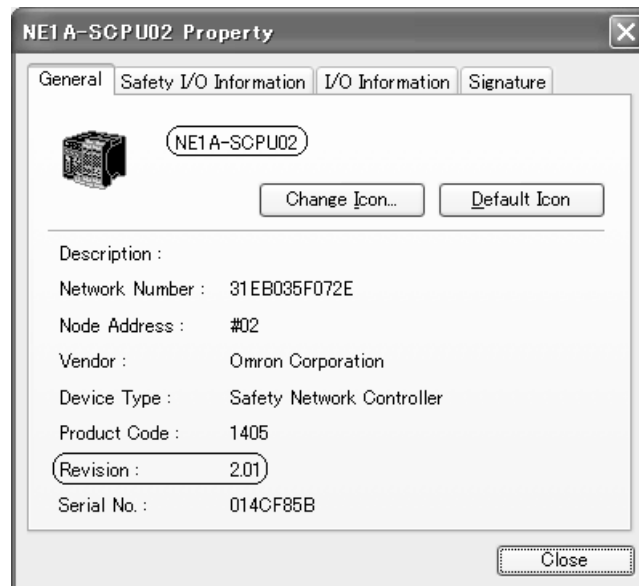 NE1A-SCPU02 Property
General Safety I/O Information I/O Information Signature
NE1A-SCPU02
Change Icon... Default Icon
Description :
Network Number : 31EB035F072E
Node Address : #02
Vendor : Omron Corporation
Device Type : Safety Network Controller
Product Code : 1405
Revision : 2.01
Serial No. : 014CF85B
Close